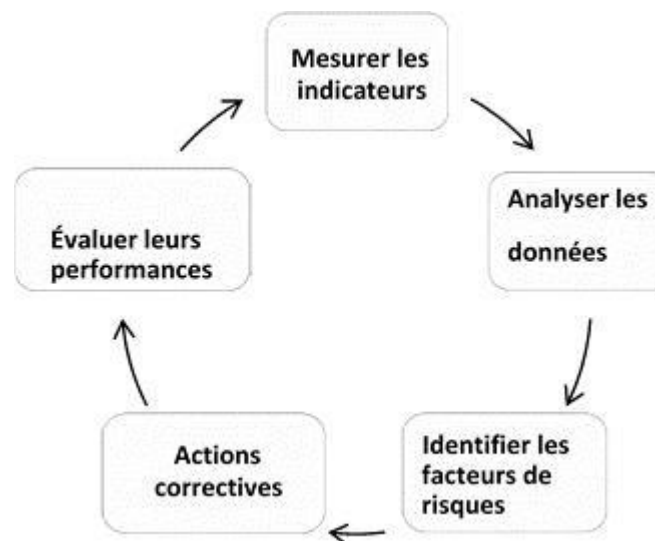 Mesurer les
indicateurs
Analyser les
données
Identifier les
facteurs de
risques
Actions
correctives
Évaluer leurs
performances